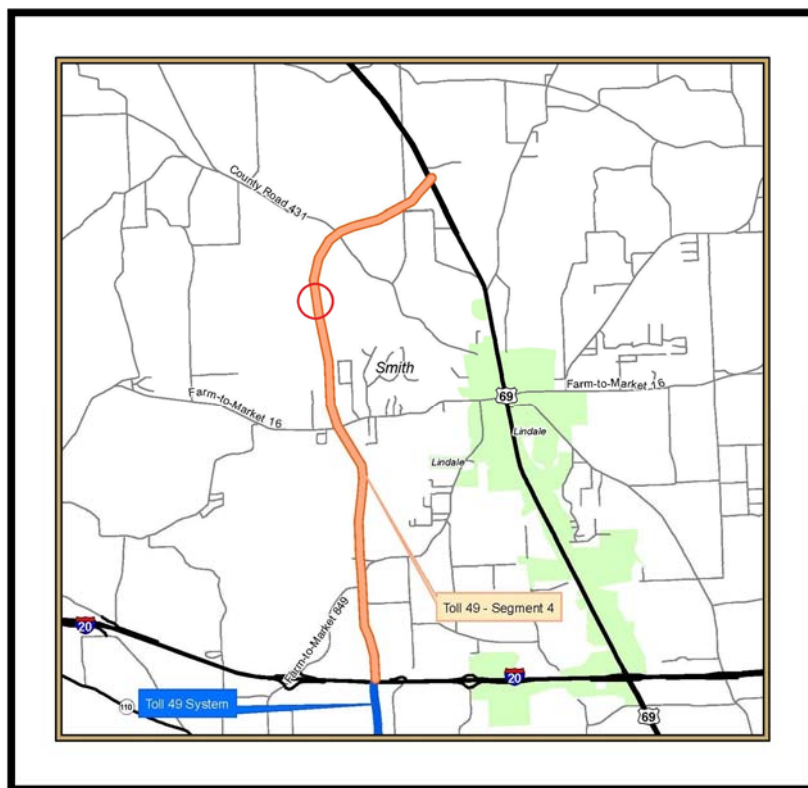 County Road 431
Smith
69
Farm-to-Market 16
Farm-to-Market 16
Lindale
Lindale
Toll 49 - Segment 4
Farm-to-Market 849
20
20
110
Toll 49 System
69